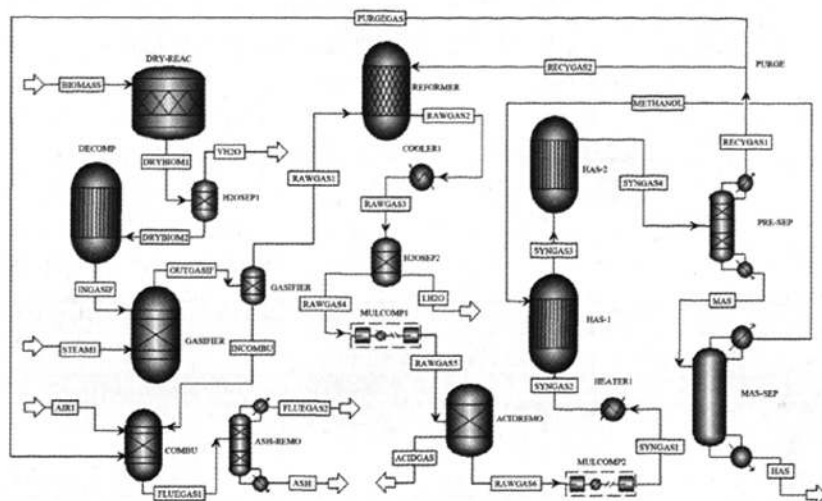 PURGEGAS
DRY-REAC
BIOMASS
REFORMER
RECYGAS2
PURGE
METHANOL
RAWGAS2
DECOMP
VH2O
COOLER1
RECYGAS1
DRYBIOM1
RAWGAS1
HAS-2
SYNGAS4
H2OSEP1
RAWGAS3
PRE-SEP
DRYBIOM2
SYNGAS3
H2OSEP2
OUTGASIF
INGASIF
GASIFIER
RAWGAS4
LH2O
MAS
MULCOMP1
HAS-1
GASIFIER
STEAM1
INCOMBU
RAWGAS5
SYNGAS2
HEATER1
MAS-SEP
AIR1
FLUEGAS2
ACIDREMO
COMBU
ASH-REMO
ACIDGAS
SYNGAS1
MULCOMP2
ASH
RAWGAS6
HAS
FLUEGAS1